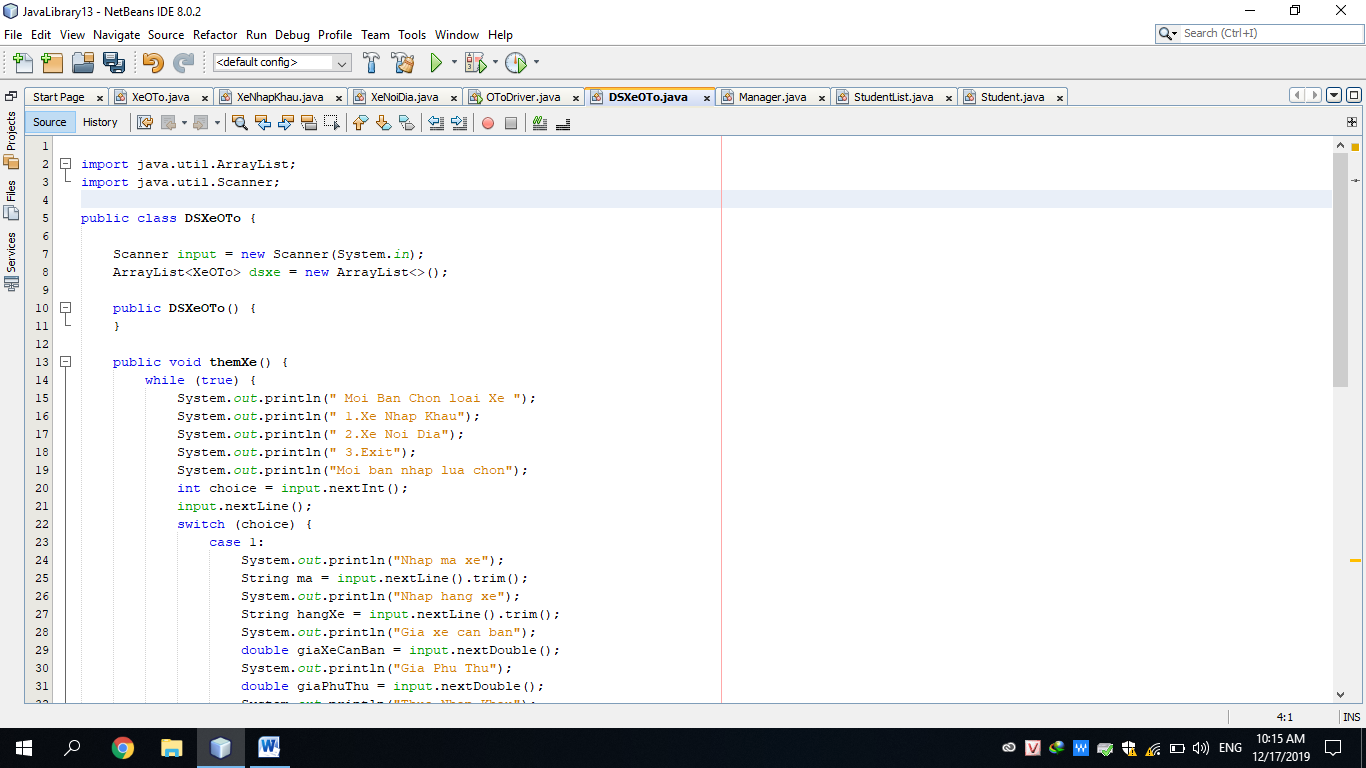 JavaLibrary13 - NetBeans IDE 8.0.2
File Edit View Navigate Source Refactor Run Debug Profile Team Tools Window Help
Search (Ctrl+I)
<default config>
Start Page XeOTo.java XeNhapKhau.java XeNoiDia.java OToDriver.java DSXeOTo.java Manager.java StudentList.java Student.java
Projects
Files
Services
Source History
1
2 import java.util.ArrayList;
3 import java.util.Scanner;
4
5 public class DSXeOTo {
6
7 Scanner input = new Scanner(System.in);
8 ArrayList<XeOTo> dsxe = new ArrayList<>();
9
10 public DSXeOTo() {
11 }
12
13 public void themXe() {
14 while (true) {
15 System.out.println(" Moi Ban Chon loai Xe ");
16 System.out.println(" 1.Xe Nhap Khau");
17 System.out.println(" 2.Xe Noi Dia");
18 System.out.println(" 3.Exit");
19 System.out.println("Moi ban nhap lua chon");
20 int choice = input.nextInt();
21 input.nextLine();
22 switch (choice) {
23 case 1:
24 System.out.println("Nhap ma xe");
25 String ma = input.nextLine().trim();
26 System.out.println("Nhap hang xe");
27 String hangXe = input.nextLine().trim();
28 System.out.println("Gia xe can ban");
29 double giaXeCanBan = input.nextDouble();
30 System.out.println("Gia Phu Thu");
31 double giaPhuThu = input.nextDouble();
4:1 INS
ENG
10:15 AM
12/17/2019